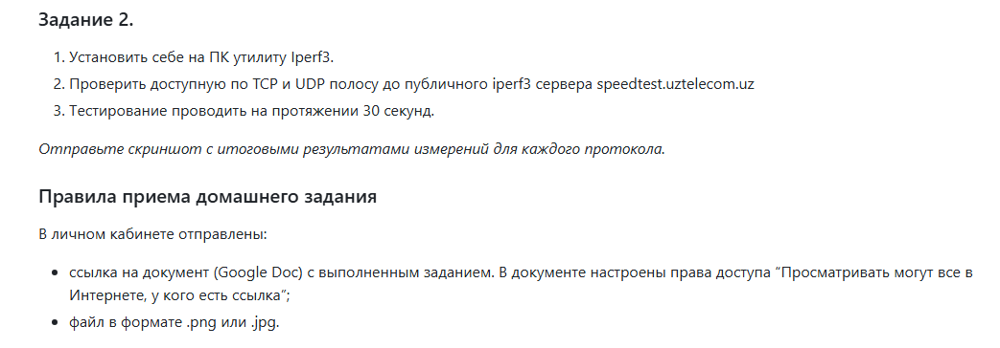 Задание 2.
1. Установить себе на ПК утилиту Iperf3.
2. Проверить доступную по TCP и UDP полосу до публичного iperf3 сервера speedtest.uztelecom.uz
3. Тестирование проводить на протяжении 30 секунд.
Отправьте скриншот с итоговыми результатами измерений для каждого протокола.
Правила приема домашнего задания
В личном кабинете отправлены:
• ссылка на документ (Google Doc) с выполненным заданием. В документе настроены права доступа “Просматривать могут все в
Интернете, у кого есть ссылка”;
• файл в формате .png или .jpg.